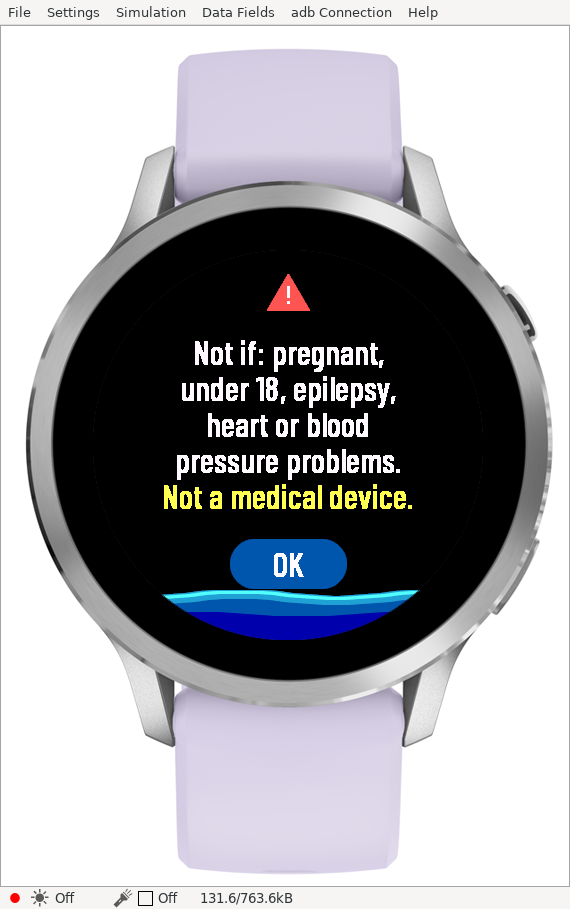 File Settings Simulation Data Fields adb Connection Help
!
Not if: pregnant,
under 18, epilepsy,
heart or blood
pressure problems.
Not a medical device.
OK
Off Off 131.6/763.6kB